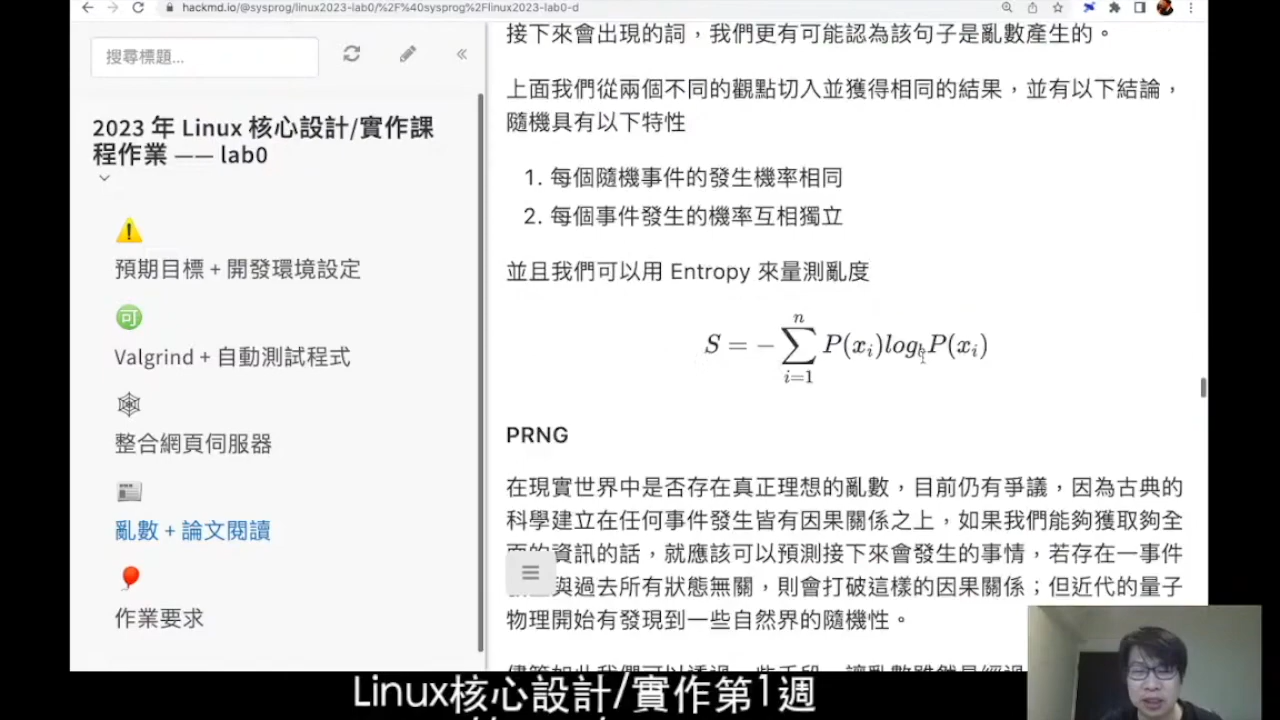 hackmd.io/@sysprog/linux2023-lab0/%2F%40sysprog%2Flinux2023-lab0-d
搜尋標題...
2023 年 Linux 核心設計/實作課
程作業 —— lab0
預期目標 + 開發環境設定
可
Valgrind + 自動測試程式
整合網頁伺服器
亂數 + 論文閱讀
作業要求
接下來會出現的詞，我們更有可能認為該句子是亂數產生的。
上面我們從兩個不同的觀點切入並獲得相同的結果，並有以下結論，
隨機具有以下特性
1. 每個隨機事件的發生機率相同
2. 每個事件發生的機率互相獨立
並且我們可以用 Entropy 來量測亂度
S = −∑_{i=1}^{n} P(x_i)log_b P(x_i)
PRNG
在現實世界中是否存在真正理想的亂數，目前仍有爭議，因為古典的
科學建立在任何事件發生皆有因果關係之上，如果我們能夠獲取夠全
面的資訊的話，就應該可以預測接下來會發生的事情，若存在一事件
與過去所有狀態無關，則會打破這樣的因果關係；但近代的量子
物理開始有發現到一些自然界的隨機性。
Linux核心設計/實作第1週